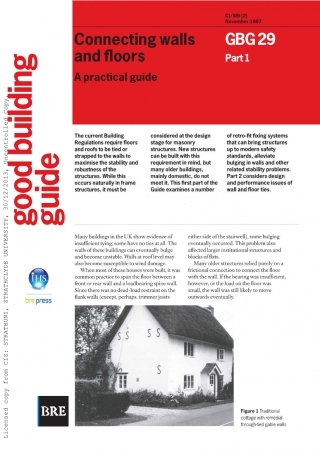 CI/SfB (J)
November 1997
Connecting walls
and floors
A practical guide
GBG 29
Part 1
good building
guide
The current Building
Regulations require floors
and roofs to be tied or
strapped to the walls to
maximise the stability and
robustness of the
structures. While this
occurs naturally in frame
structures, it must be
considered at the design
stage for masonry
structures. New structures
can be built with this
requirement in mind, but
many older buildings,
mainly domestic, do not
meet it. This first part of the
Guide examines a number
of retro-fit fixing systems
that can bring structures
up to modern safety
standards, alleviate
bulging in walls and other
related stability problems.
Part 2 considers design
and performance issues of
wall and floor ties.
Many buildings in the UK show evidence of
insufficient tying; some have no ties at all. The
walls of these buildings can eventually bulge
and become unstable. Walls at roof level may
also become susceptible to wind damage.
When most of these houses were built, it was
common practice to span the floor between a
front or rear wall and a loadbearing spine wall.
Since there was no dead-load restraint on the
flank walls (except, perhaps, trimmer joists
either side of the stairwell), some bulging
eventually occurred. This problem also
affected larger institutional structures and
blocks of flats.
Many older structures relied purely on a
frictional connection to connect the floor
with the wall. If the bearing was insufficient,
however, or the load on the floor was
small, the wall was still likely to move
outwards eventually.
IHS
bre press
BRE
Figure 1 Traditional
cottage with remedial
through-tied gable walls
Licensed copy from CIS: STRATHUNI, STRATHCLYDE UNIVERSITY, 30/12/2013, Uncontrolled Copy.